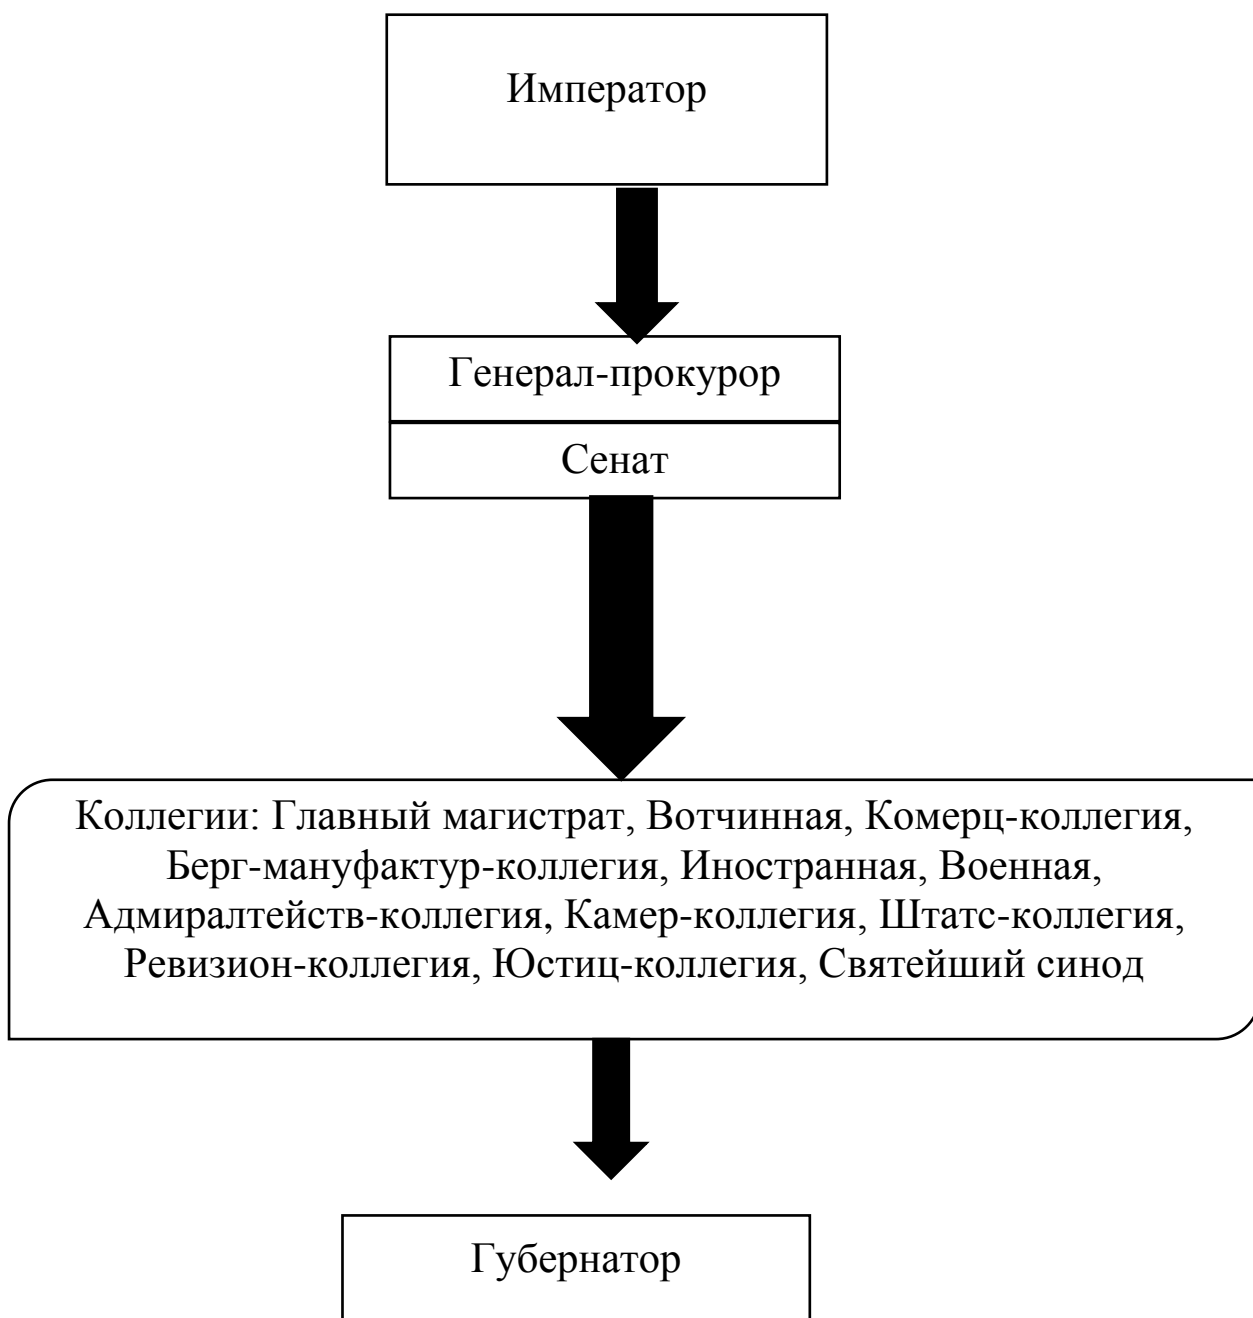 Император
Генерал-прокурор
Сенат
Коллегии: Главный магистрат, Вотчинная, Комерц-коллегия,
Берг-мануфактур-коллегия, Иностранная, Военная,
Адмиралтейств-коллегия, Камер-коллегия, Штатс-коллегия,
Ревизион-коллегия, Юстиц-коллегия, Святейший синод
Губернатор